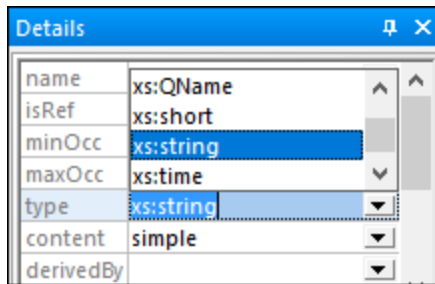 Details
name xs:QName
isRef xs:short
minOcc xs:string
maxOcc xs:time
type xs:string
content simple
derivedBy